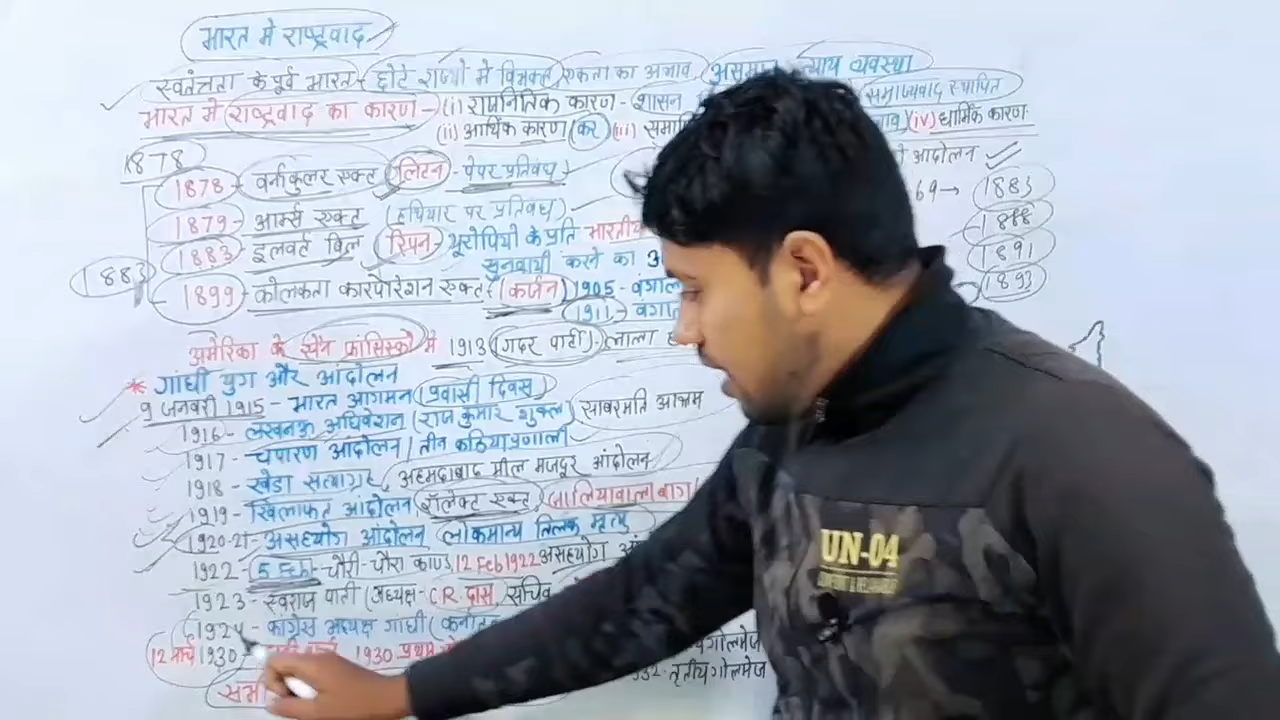 भारत मे राष्ट्रवाद
स्वतंत्रता के पूर्व भारत - छोटे राज्यो मे विभक्त एकता का अभाव असमान न्याय व्यवस्था
भारत मे राष्ट्रवाद का कारण - (i) राजनितिक कारण - शासन साम्राज्यवाद स्थापित
(ii) आर्थिक कारण (कर) (iii) (iv) धार्मिक कारण
1878 आंदोलन
1878 - वर्नाकुलर एक्ट लिटन - पेपर प्रतिबंध 69→ 1883
1879 - आर्म्स एक्ट (हथियार पर प्रतिबंध) 1888
1883 - इलबर्ट बिल रिपन - यूरोपियो के प्रति भारतीय 1891
1883 सुनवायी करने का
1899 - कोलकता कारपोरेशन एक्ट (कर्जन) 1905 - बंगाल 1893
1911 - बंगा
अमेरिका के सैन फ्रांसिस्को मे 1913 (गदर पार्टी) - लाला
* गांधी युग और आंदोलन
9 जनवरी 1915 - भारत आगमन (प्रवासी दिवस)
1916 - लखनऊ अधिवेशन (राज कुमार शुक्ल) साबरमति आश्रम
1917 - चंपारण आंदोलन / तीन कठिया प्रणाली
1918 - खेडा सत्याग्रह, अहमदाबाद मील मजदूर आंदोलन
1919 - खिलाफत आंदोलन, रॉलेक्ट एक्ट, जालियावाला बाग
1920-21 - असहयोग आंदोलन (लोकमान्य तिलक मृत्यु
1922 - 5 Feb - चौरी-चौरा काण्ड, 12 Feb 1922 असहयोग
1923 - स्वराज पार्टी (अध्यक्ष - C.R. दास, सचिव
1924 - कांग्रेस अध्यक्ष गांधी
12 मार्च 1930 - 1930 प्रथम गोलमेज
तृतीय गोलमेज
UN-04